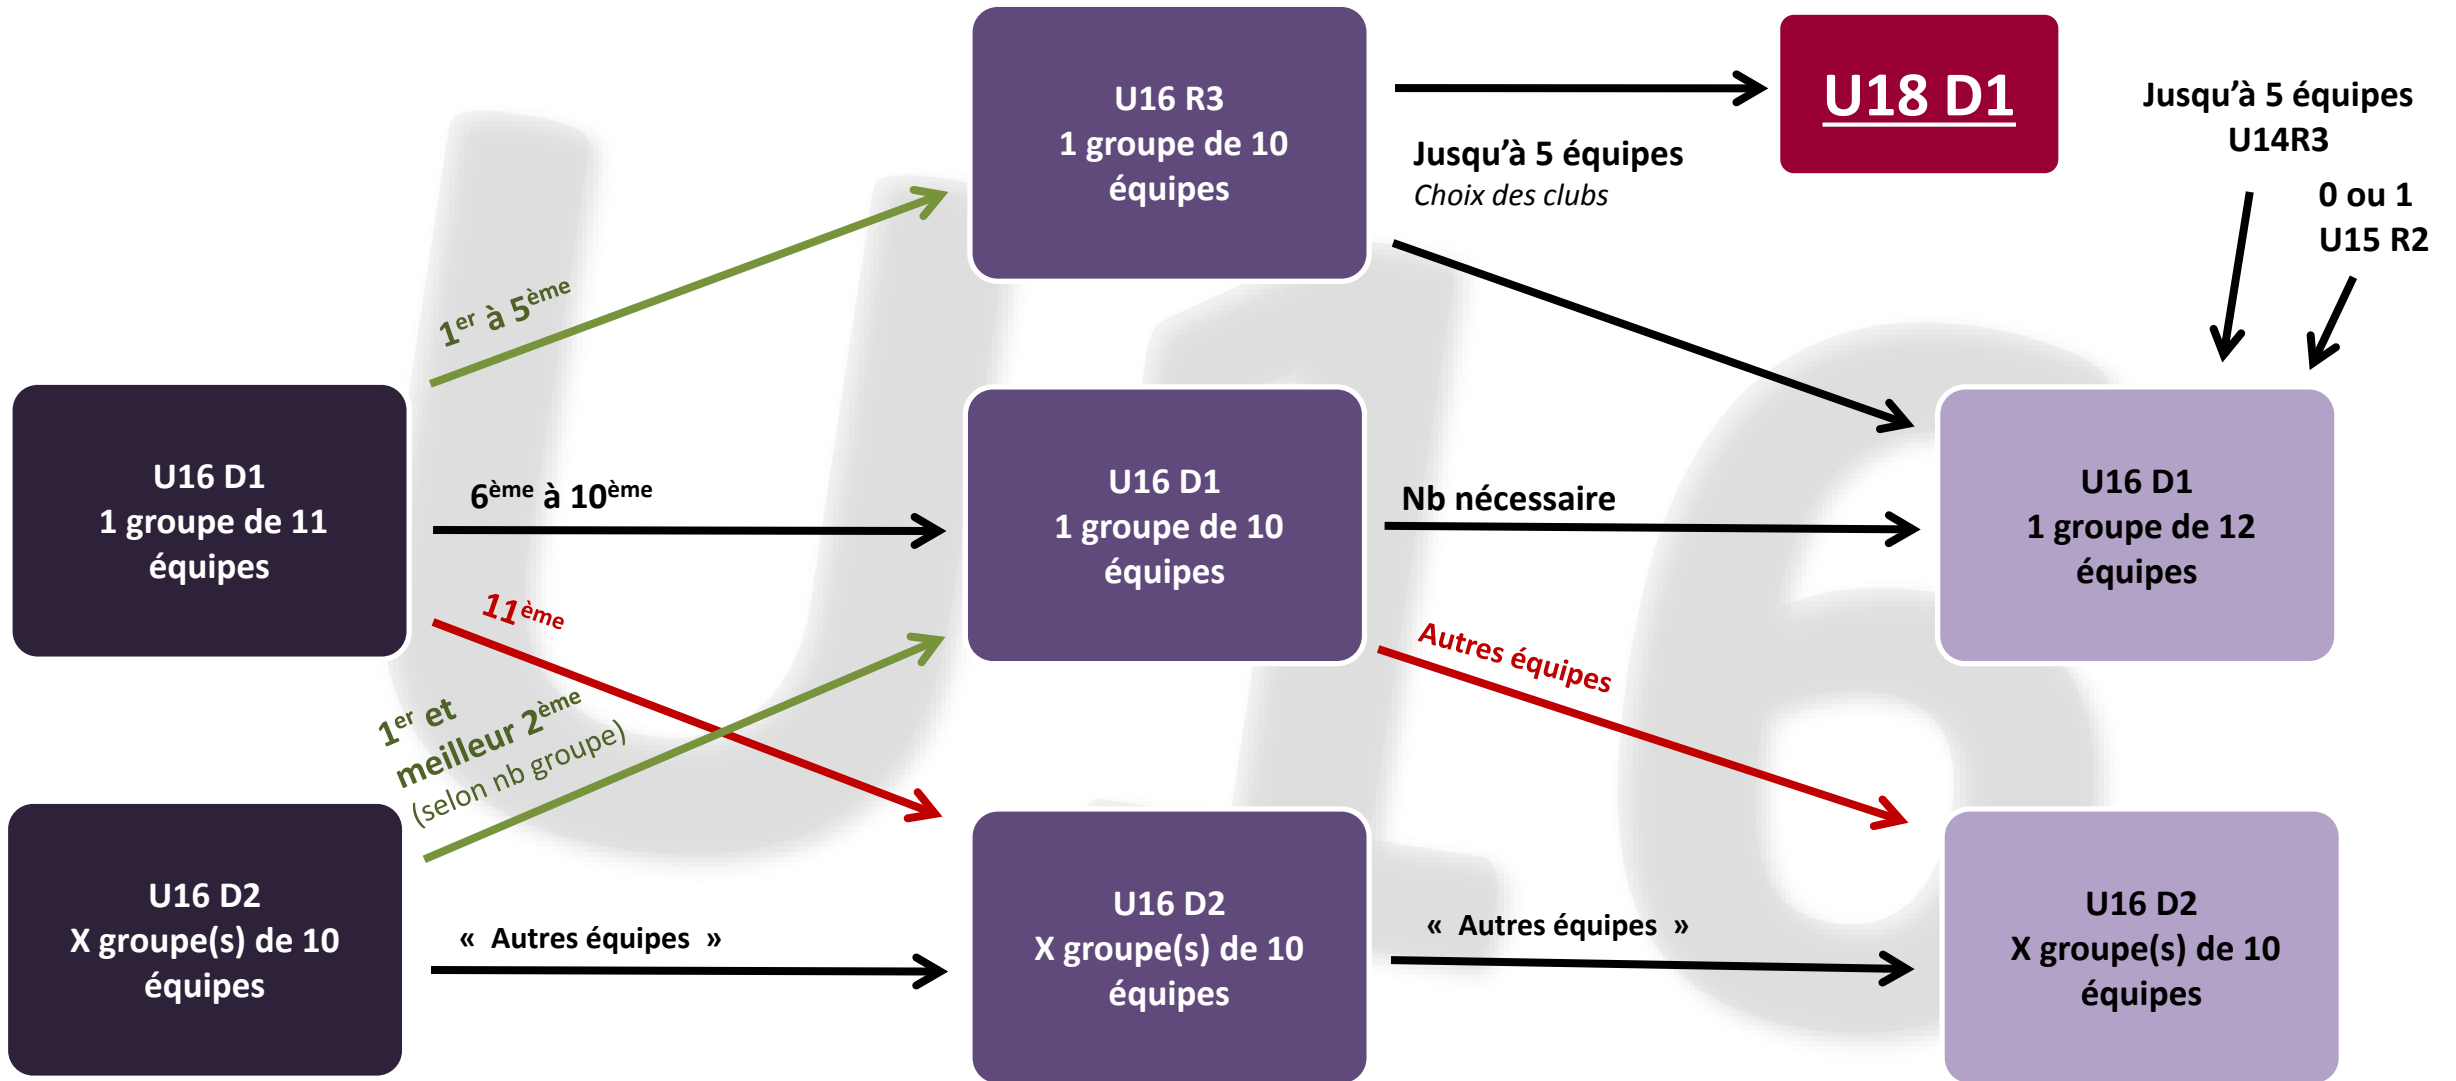 U16 R3
1 groupe de 10
équipes
U18 D1
Jusqu'à 5 équipes
Choix des clubs
Jusqu'à 5 équipes
U14R3
0 ou 1
U15 R2
1er à 5ème
U16 D1
1 groupe de 11
équipes
6ème à 10ème
U16 D1
1 groupe de 10
équipes
Nb nécessaire
U16 D1
1 groupe de 12
équipes
11ème
Autres équipes
1er et
meilleur 2ème
(selon nb groupe)
U16 D2
X groupe(s) de 10
équipes
« Autres équipes »
U16 D2
X groupe(s) de 10
équipes
« Autres équipes »
U16 D2
X groupe(s) de 10
équipes
U16